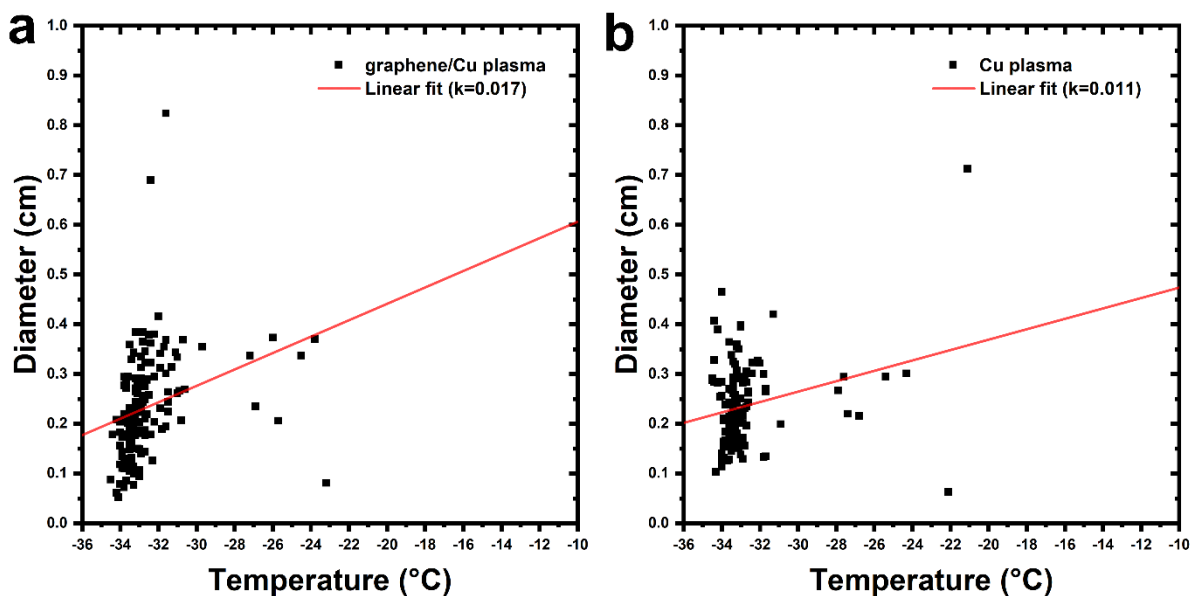 a
graphene/Cu plasma
Linear fit (k=0.017)
Diameter (cm)
1.0
0.9
0.8
0.7
0.6
0.5
0.4
0.3
0.2
0.1
0.0
-36 -34 -32 -30 -28 -26 -24 -22 -20 -18 -16 -14 -12 -10
Temperature (°C)
b
Cu plasma
Linear fit (k=0.011)
Diameter (cm)
1.0
0.9
0.8
0.7
0.6
0.5
0.4
0.3
0.2
0.1
0.0
-36 -34 -32 -30 -28 -26 -24 -22 -20 -18 -16 -14 -12 -10
Temperature (°C)